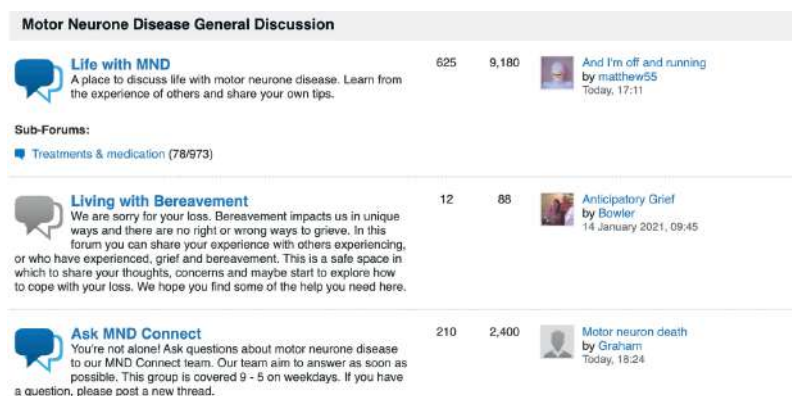 Motor Neurone Disease General Discussion
Life with MND
A place to discuss life with motor neurone disease. Learn from
the experience of others and share your own tips.
625
9,180
And I'm off and running
by matthew55
Today, 17:11
Sub-Forums:
Treatments & medication (78/973)
Living with Bereavement
We are sorry for your loss. Bereavement impacts us in unique
ways and there are no right or wrong ways to grieve. In this
forum you can share your experience with others experiencing,
or who have experienced, grief and bereavement. This is a safe space in
which to share your thoughts, concerns and maybe start to explore how
to cope with your loss. We hope you find some of the help you need here.
12
88
Anticipatory Grief
by Bowler
14 January 2021, 09:45
Ask MND Connect
You're not alone! Ask questions about motor neurone disease
to our MND Connect team. Our team aim to answer as soon as
possible. This group is covered 9 - 5 on weekdays. If you have
a question, please post a new thread.
210
2,400
Motor neuron death
by Graham
Today, 18:24